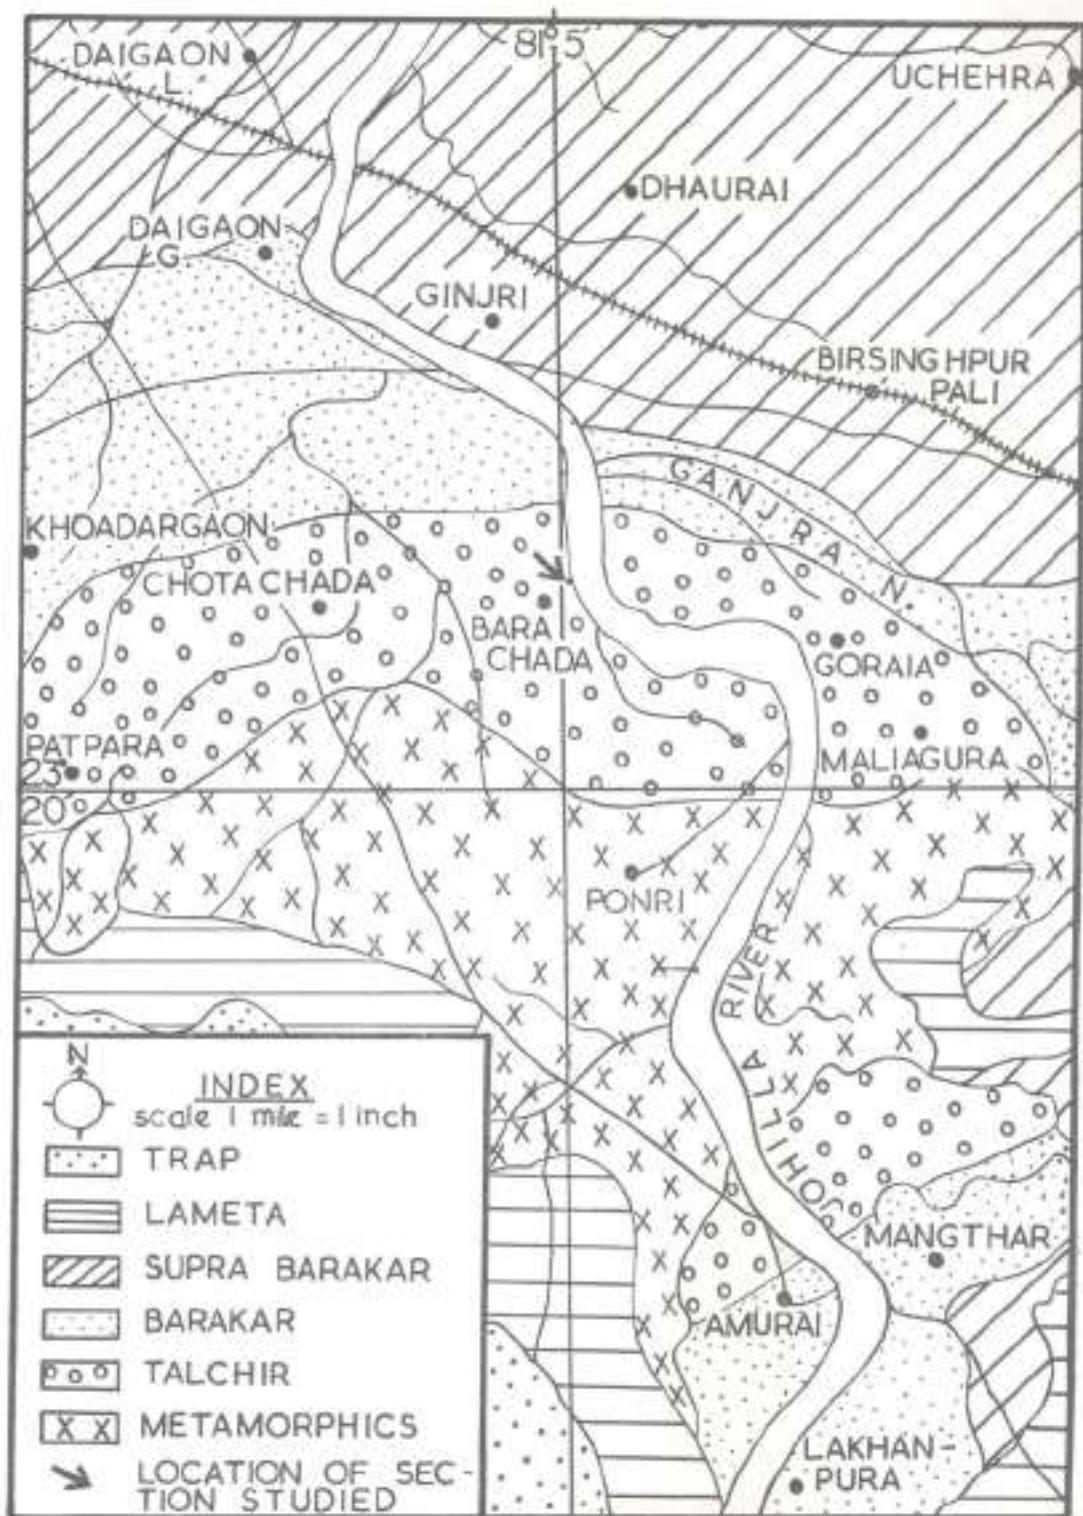 81°5'
DAIGAON
L.
UCHEHRA
DHAURAI
DAIGAON
G
GINJRI
BIRSINGHPUR
PALI
GANJRA N.
KHOADARGAON
CHOTA CHADA
BARA
CHADA
GORAIA
PATPARA
MALIAGURA
23°
20'
PONRI
JOHILLA RIVER
MANGTHAR
AMURAI
LAKHAN-
PURA
N
INDEX
scale 1 mile = 1 inch
TRAP
LAMETA
SUPRA BARAKAR
BARAKAR
TALCHIR
METAMORPHICS
LOCATION OF SEC-
TION STUDIED